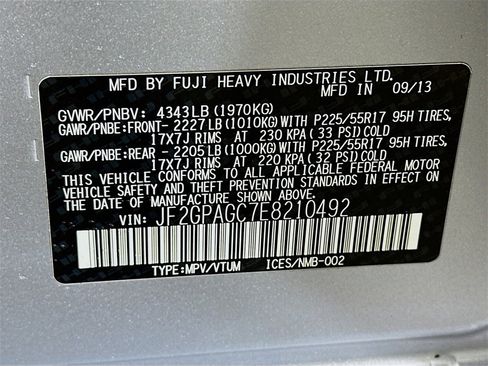 MFD BY FUJI HEAVY INDUSTRIES LTD.
MFD. IN 09/13
GVWR/PNBV: 4343LB (1970KG)
GAWR/PNBE:FRONT- 2227LB(1010KG)WITH P225/55R17 95H TIRES,
17X7J RIMS AT 230 KPA ( 33 PSI) COLD
GAWR/PNBE:REAR - 2205LB(1000KG)WITH P225/55R17 95H TIRES,
17X7J RIMS AT 220 KPA ( 32 PSI) COLD
THIS VEHICLE CONFORMS TO ALL APPLICABLE FEDERAL MOTOR
VEHICLE SAFETY AND THEFT PREVENTION STANDARDS IN EFFECT ON
THE DATE OF MANUFACTURE SHOWN ABOVE.
VIN: JF2GPAGC7E8210492
TYPE:MPV/VTUM ICES/NMB-002